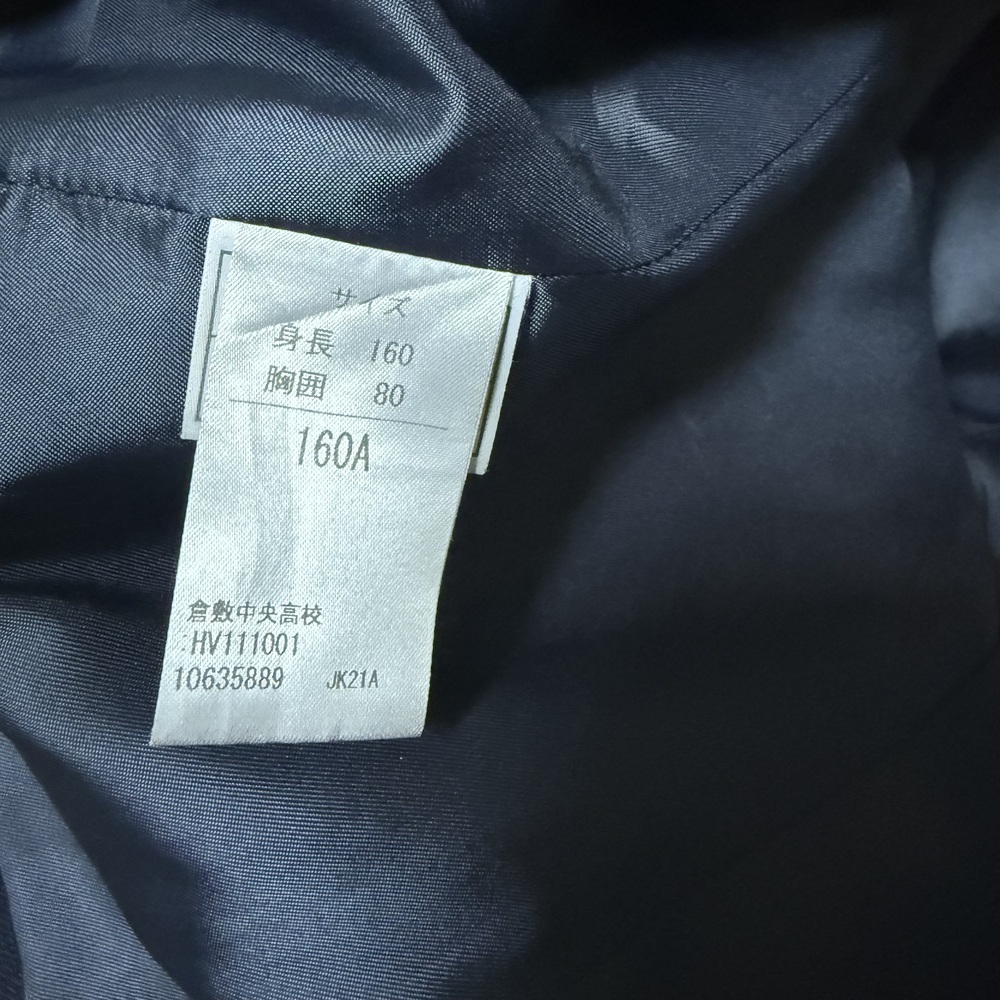 サイズ
身長 160
胸囲 80
160A
倉敷中央高校
:HV111001
10635889 JK21A